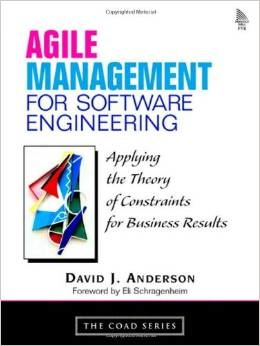 AGILE
MANAGEMENT
FOR SOFTWARE
ENGINEERING
Applying
the Theory
of Constraints
for Business Results
DAVID J. ANDERSON
Foreword by Eli Schragenheim
THE COAD SERIES